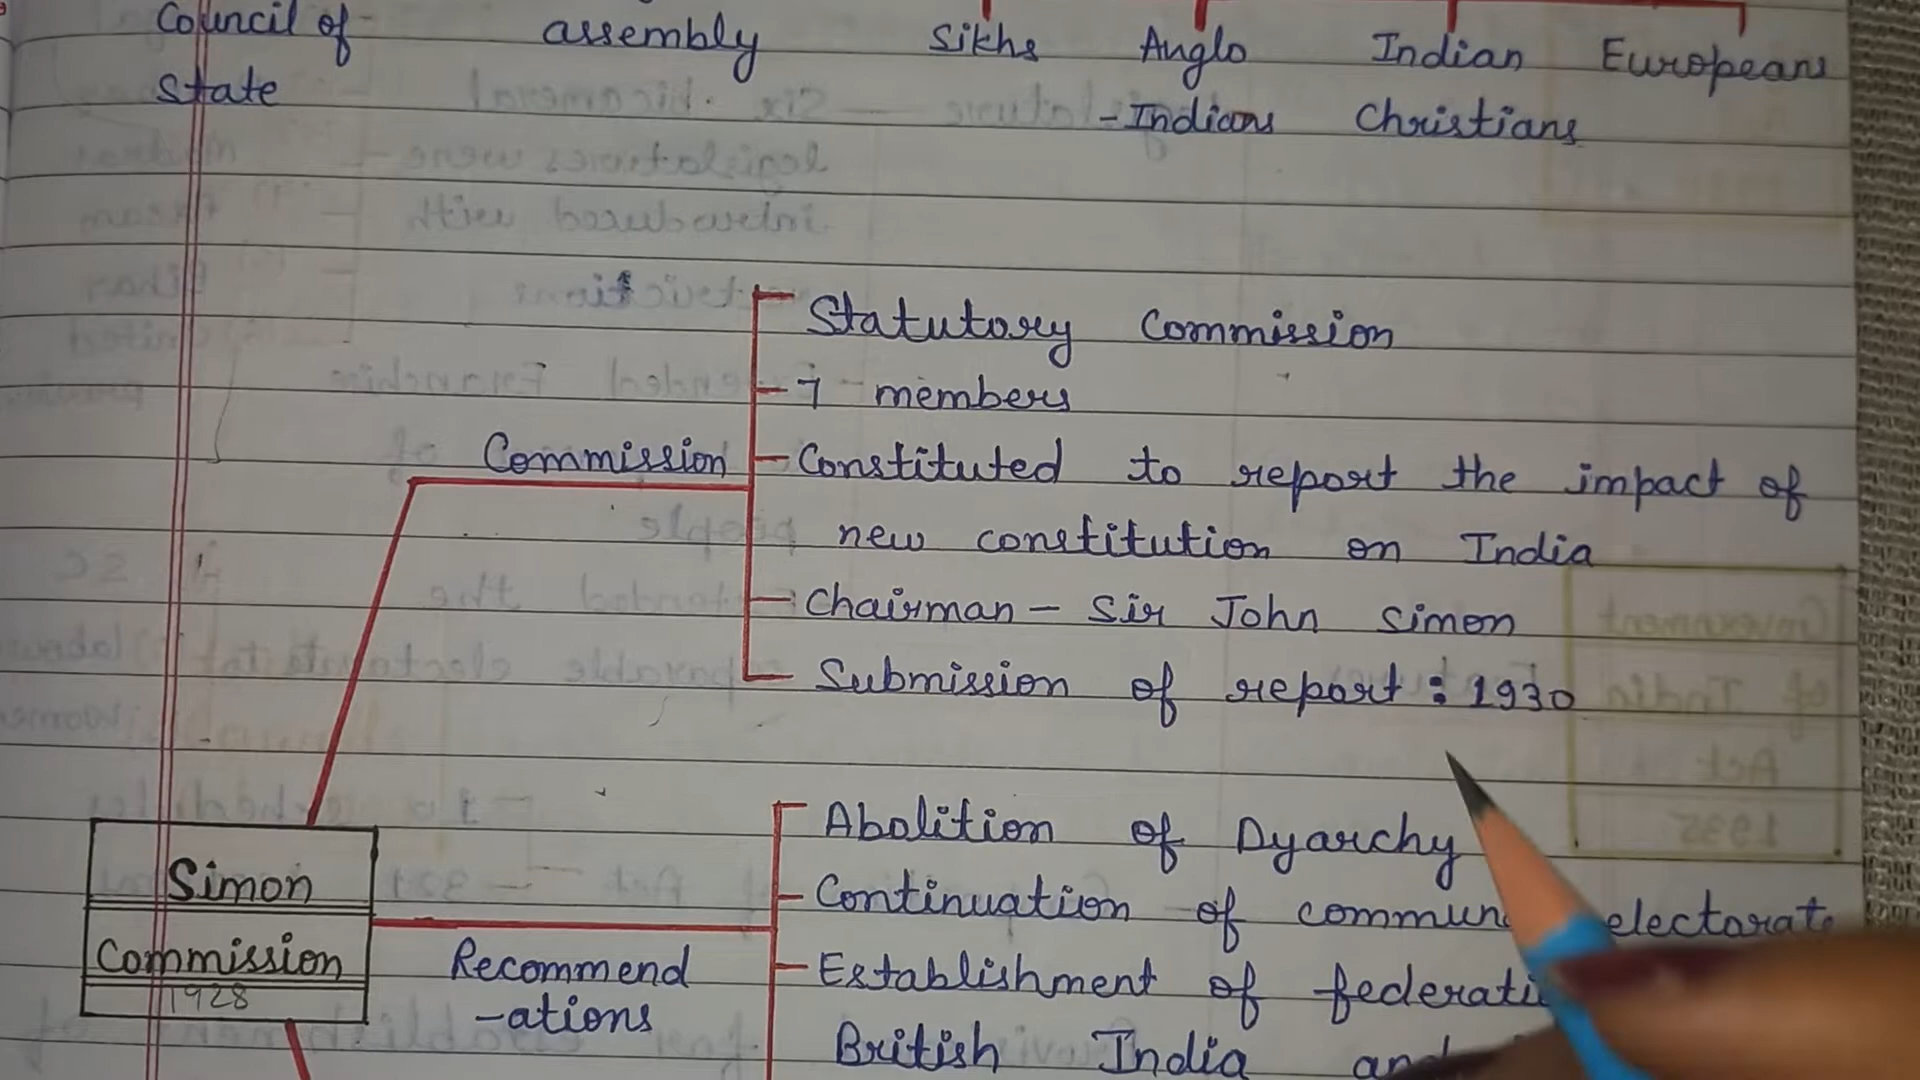 Council of assembly Sikhs Anglo Indian Europeans
State -Indians Christians
Statutory Commission
7 members
Commission Constituted to report the impact of
new constitution on India
Chairman - Sir John Simon
Submission of report : 1930
Abolition of Dyarchy
Simon Continuation of electorate
Commission Recommend Establishment of
1928 -ations British India and